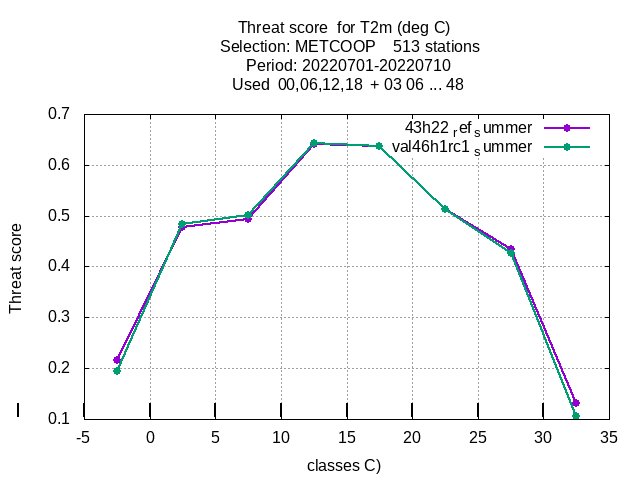 Threat score for T2m (deg C)
Selection: METCOOP 513 stations
Period: 20220701-20220710
Used 00,06,12,18 + 03 06 ... 48
43h22 ref summer
val46h1rc1 summer
Threat score
0.7
0.6
0.5
0.4
0.3
0.2
0.1
-5
0
5
10
15
20
25
30
35
classes C)